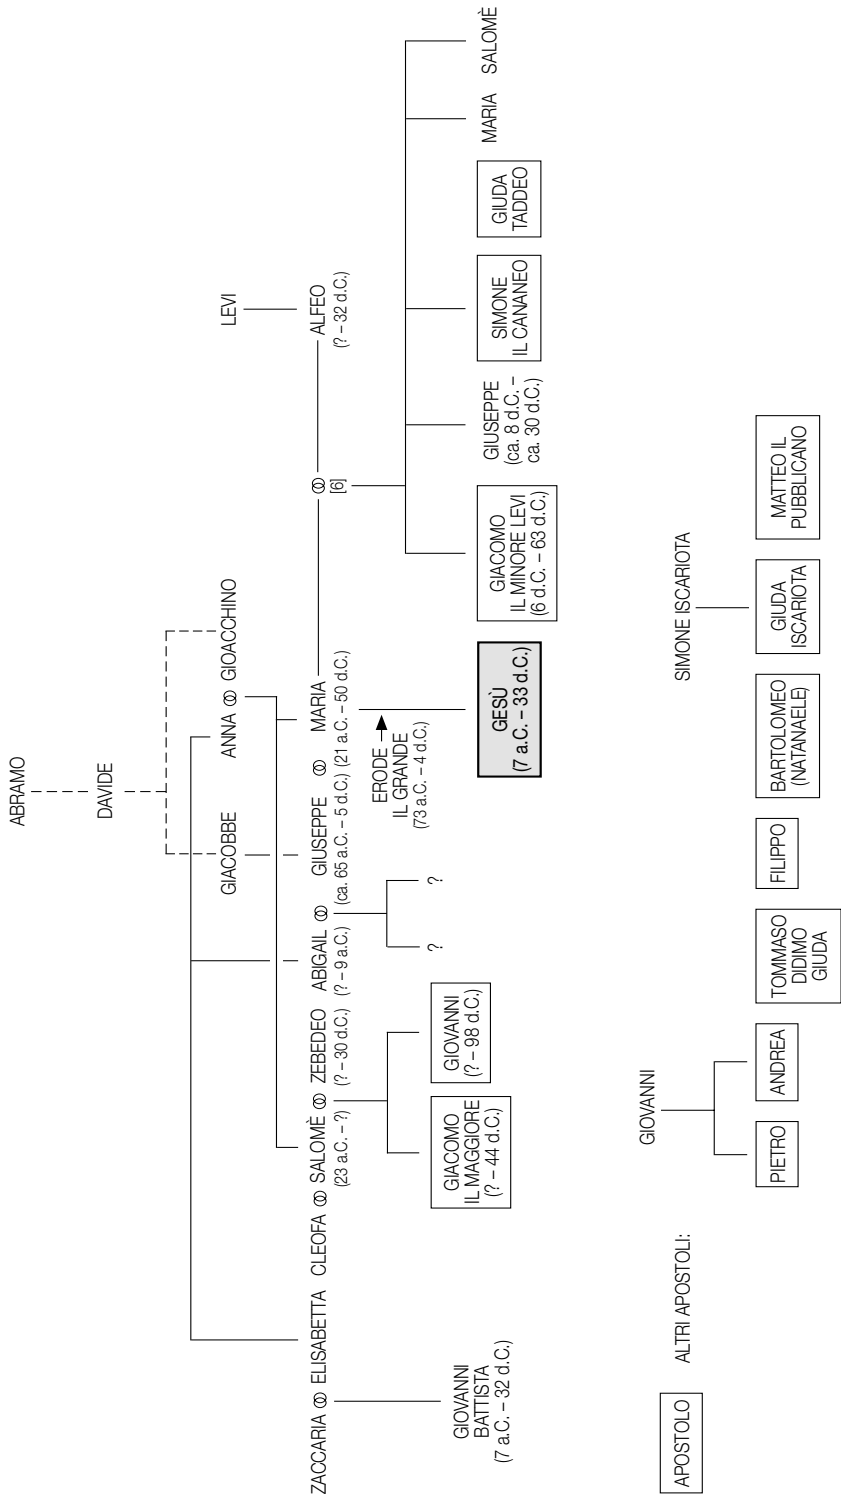 ABRAMO
DAVIDE
GIACOBBE
ANNA ⚭ GIOACCHINO
LEVI
ZACCARIA ⚭ ELISABETTA
CLEOFA ⚭ SALOMÈ ⚭ ZEBEDEO
(23 a.C. – ?)
(? – 30 d.C.)
ABIGAIL ⚭ GIUSEPPE ⚭ MARIA
(? – 9 a.C.)
(ca. 65 a.C. – 5 d.C.)
(21 a.C. – 50 d.C.)
⚭
[6]
ALFEO
(? – 32 d.C.)
GIOVANNI
BATTISTA
(7 a.C. – 32 d.C.)
GIACOMO
IL MAGGIORE
(? – 44 d.C.)
GIOVANNI
(? – 98 d.C.)
?
?
ERODE
IL GRANDE
(73 a.C. – 4 d.C.)
GESÙ
(7 a.C. – 33 d.C.)
GIACOMO
IL MINORE LEVI
(6 d.C. – 63 d.C.)
GIUSEPPE
(ca. 8 d.C. –
ca. 30 d.C.)
SIMONE
IL CANANEO
GIUDA
TADDEO
MARIA
SALOMÈ
APOSTOLO
ALTRI APOSTOLI:
GIOVANNI
SIMONE ISCARIOTA
PIETRO
ANDREA
TOMMASO
DIDIMO
GIUDA
FILIPPO
BARTOLOMEO
(NATANAELE)
GIUDA
ISCARIOTA
MATTEO IL
PUBBLICANO